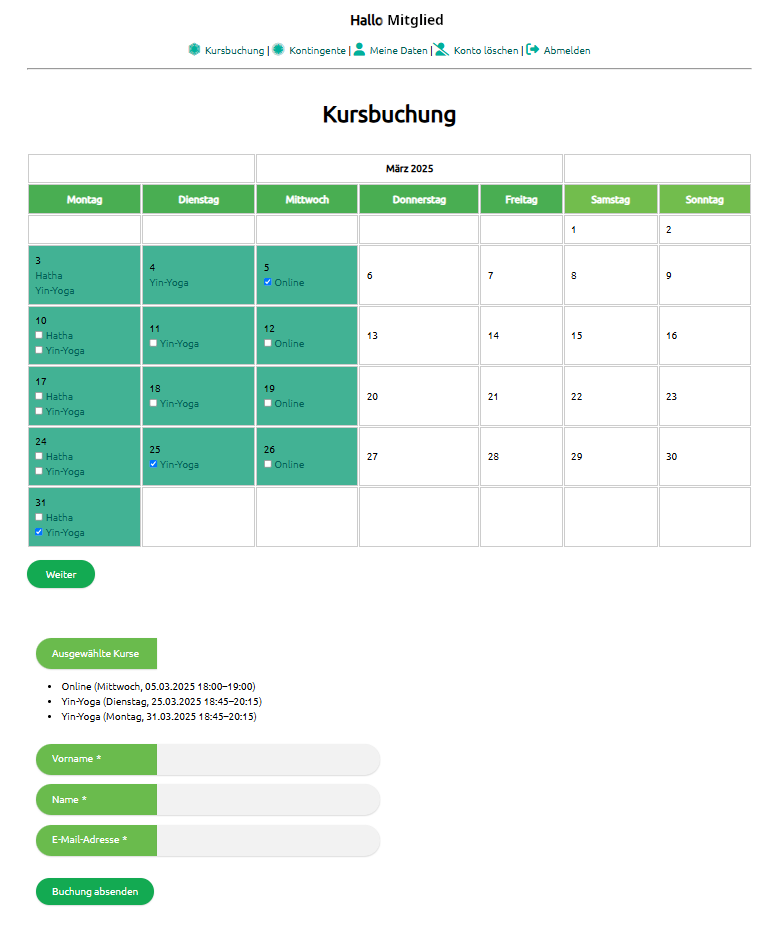 Hallo Mitglied
Kursbuchung | Kontingente | Meine Daten | Konto löschen | Abmelden
Kursbuchung
März 2025
Montag Dienstag Mittwoch Donnerstag Freitag Samstag Sonntag
1 2
3 4 5 6 7 8 9
Hatha Yin-Yoga Online
Yin-Yoga
10 11 12 13 14 15 16
Hatha Yin-Yoga Online
Yin-Yoga
17 18 19 20 21 22 23
Hatha Yin-Yoga Online
Yin-Yoga
24 25 26 27 28 29 30
Hatha Yin-Yoga Online
Yin-Yoga
31
Hatha
Yin-Yoga
Weiter
Ausgewählte Kurse
• Online (Mittwoch, 05.03.2025 18:00–19:00)
• Yin-Yoga (Dienstag, 25.03.2025 18:45–20:15)
• Yin-Yoga (Montag, 31.03.2025 18:45–20:15)
Vorname *
Name *
E-Mail-Adresse *
Buchung absenden